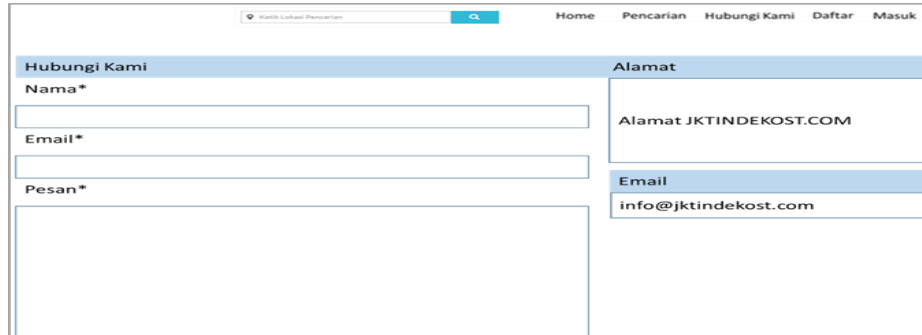 Ketik Lokasi Pencarian
Home Pencarian Hubungi Kami Daftar Masuk
Hubungi Kami
Nama*
Email*
Pesan*
Alamat
Alamat JKTINDEKOST.COM
Email
info@jktindekost.com